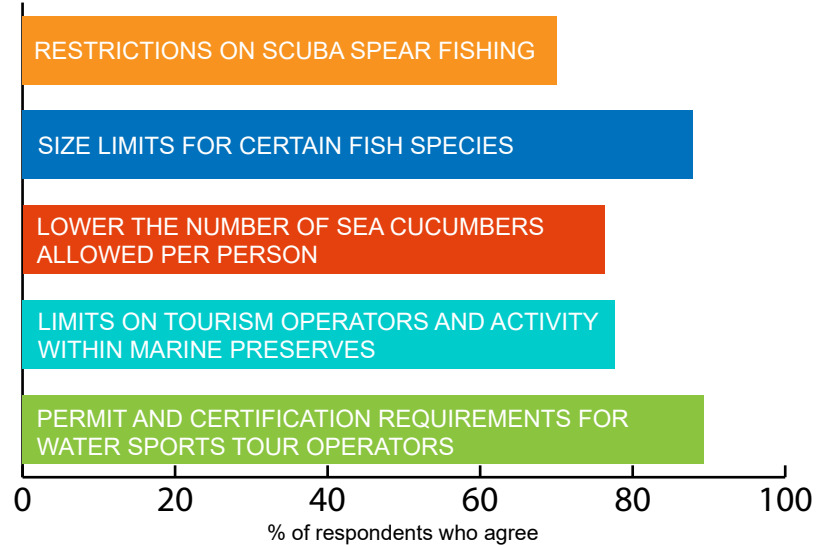 RESTRICTIONS ON SCUBA SPEAR FISHING
SIZE LIMITS FOR CERTAIN FISH SPECIES
LOWER THE NUMBER OF SEA CUCUMBERS
ALLOWED PER PERSON
LIMITS ON TOURISM OPERATORS AND ACTIVITY
WITHIN MARINE PRESERVES
PERMIT AND CERTIFICATION REQUIREMENTS FOR
WATER SPORTS TOUR OPERATORS
0 20 40 60 80 100
% of respondents who agree